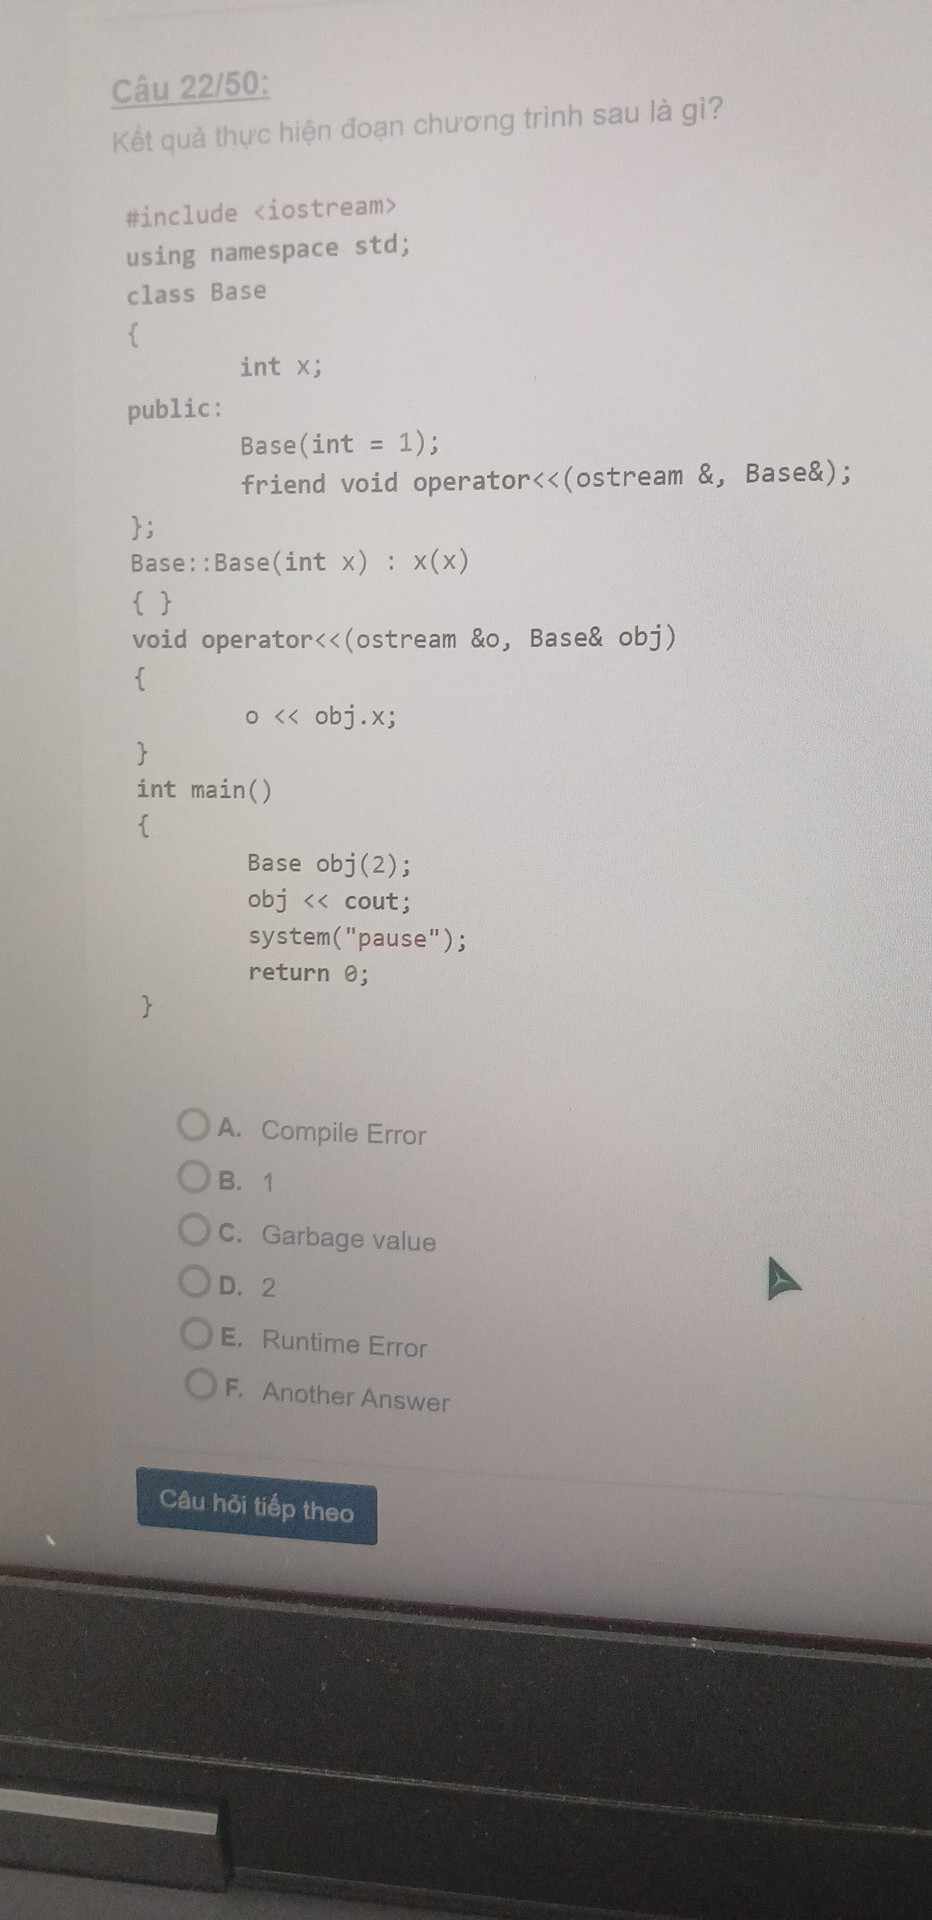 Câu 22/50:
Kết quả thực hiện đoạn chương trình sau là gì?
#include <iostream>
using namespace std;
class Base
{
int x;
public:
Base(int = 1);
friend void operator<<(ostream &, Base&);
};
Base::Base(int x) : x(x)
{ }
void operator<<(ostream &o, Base& obj)
{
o << obj.x;
}
int main()
{
Base obj(2);
obj << cout;
system("pause");
return 0;
}
A. Compile Error
B. 1
C. Garbage value
D. 2
E. Runtime Error
F. Another Answer
Câu hỏi tiếp theo